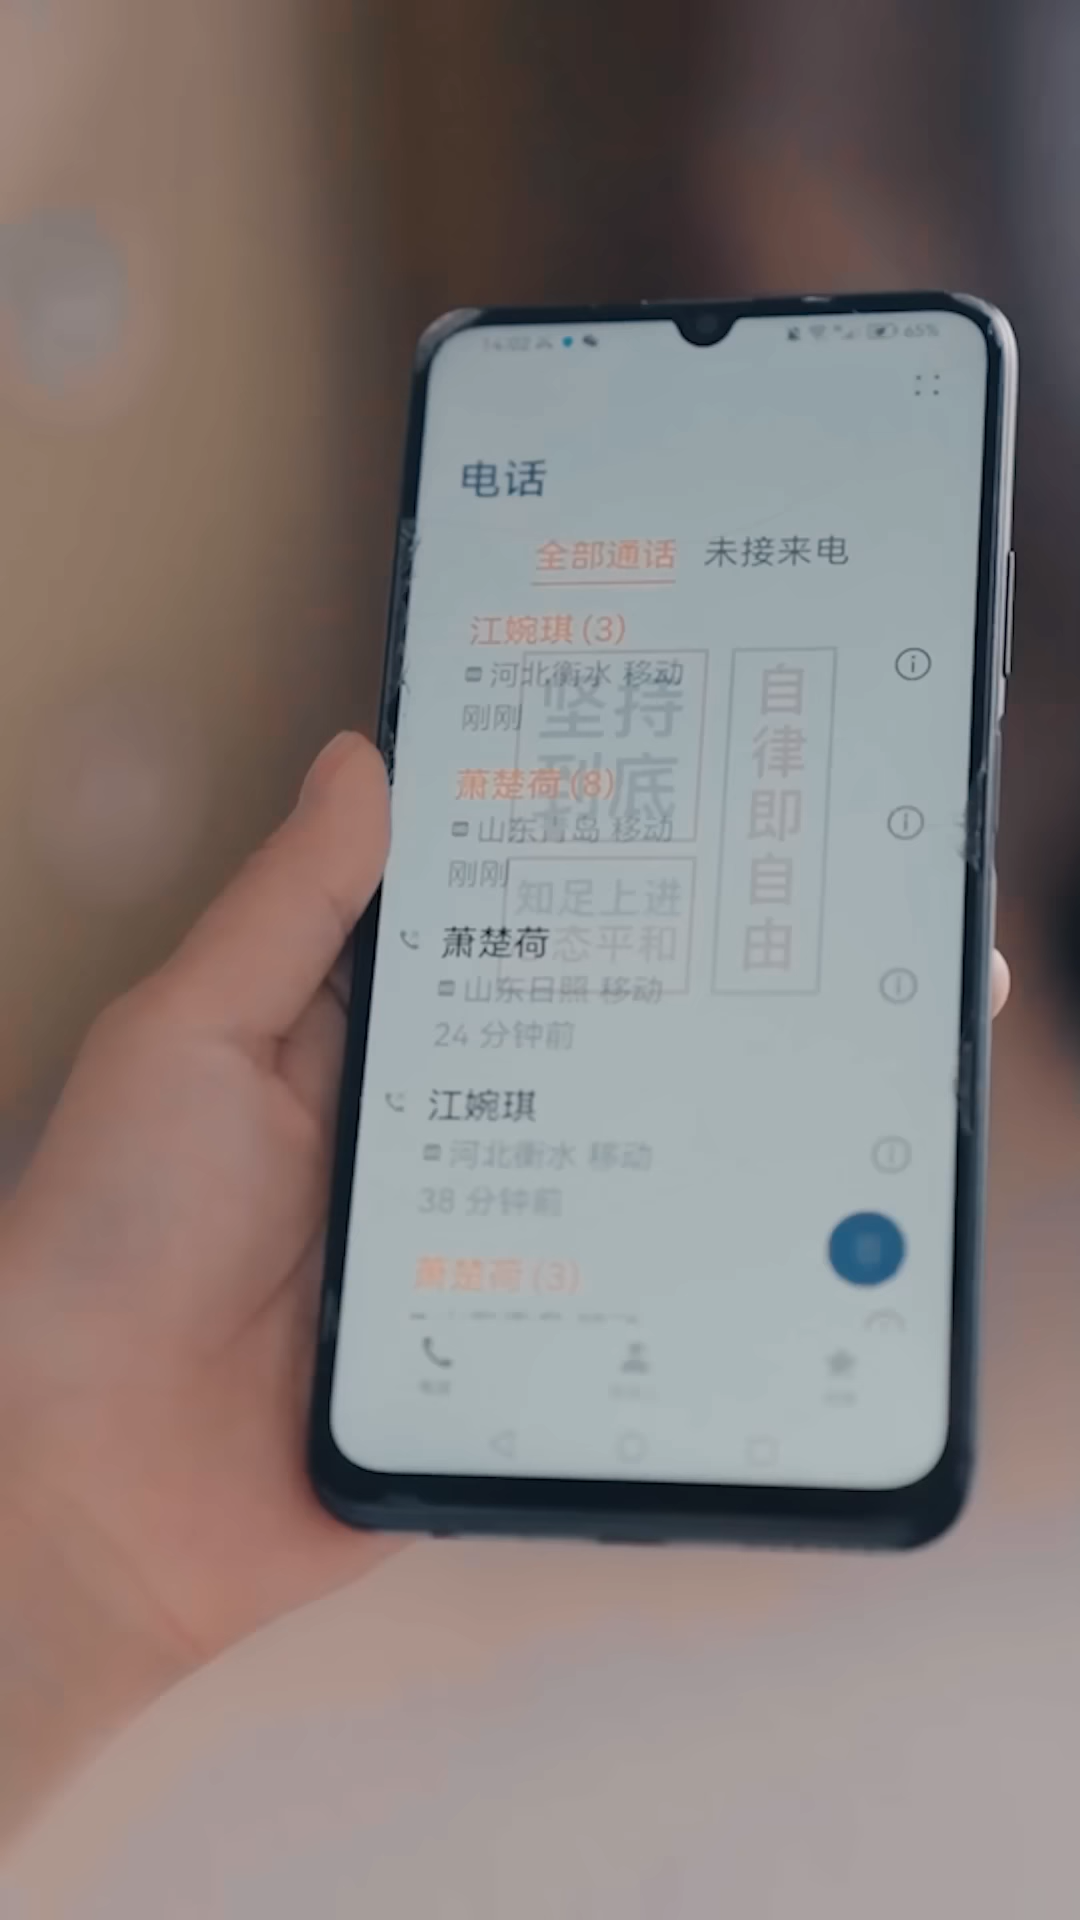 14:02
65%
电话
全部通话 未接来电
江婉琪(3)
河北衡水 移动
刚刚
萧楚荷(8)
山东青岛 移动
刚刚
萧楚荷
山东日照 移动
24 分钟前
江婉琪
河北衡水 移动
38 分钟前
萧楚荷(3)
坚持
到底
知足上进
态平和
自律即自由